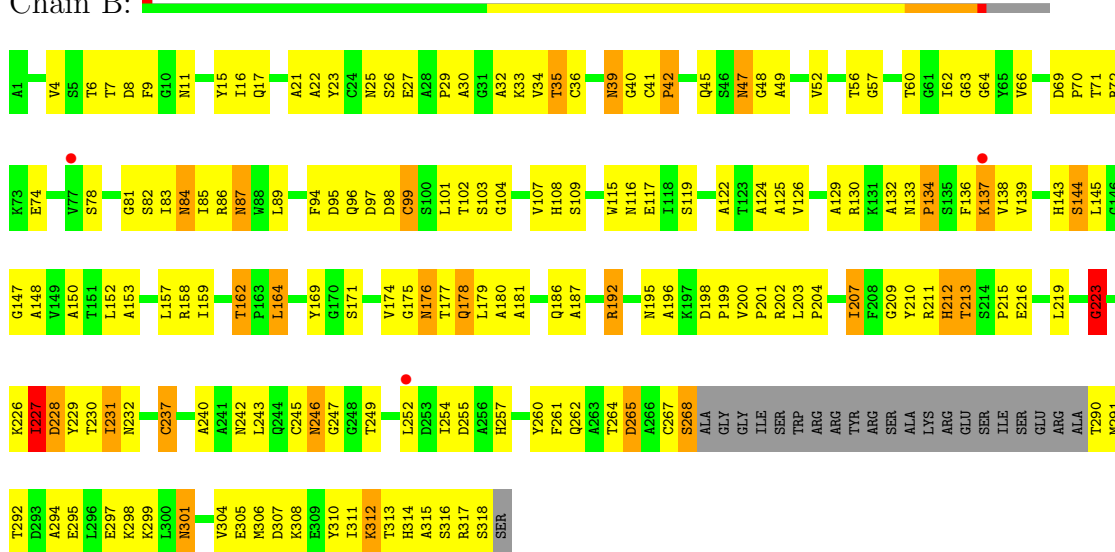 Chain B:
A1 V4 S5 T6 T7 D8 F9 G10 N11 Y15 I16 Q17 A21 A22 Y23 C24 N25 S26 E27 A28 P29 A30 G31 A32 K33 V34 T35 C36 N39 G40 C41 P42 Q45 S46 N47 G48 A49 V52 T56 G57 T60 G61 I62 G63 G64 Y65 V66 D69 P70 T71 R72
K73 E74 V77 S78 G81 S82 I83 N84 I85 R86 N87 W88 L89 F94 D95 Q96 D97 D98 C99 S100 L101 T102 S103 G104 V107 H108 S109 W115 N116 E117 I118 S119 A122 T123 A124 A125 V126 A129 R130 K131 A132 N133 P134 S135 F136 K137 V138 V139 H143 S144 L145 G146
G147 A148 V149 A150 T151 L152 A153 L157 R158 I159 T162 P163 L164 Y169 G170 S171 V174 G175 N176 T177 Q178 L179 A180 A181 Q186 A187 R192 N195 A196 K197 D198 P199 V200 P201 R202 L203 P204 I207 F208 G209 Y210 R211 H212 T213 S214 P215 E216 L219 G223
K226 I227 D228 Y229 T230 I231 N232 C237 A240 A241 N242 L243 Q244 C245 N246 G247 G248 T249 L252 D253 I254 D255 A256 H257 Y260 F261 Q262 A263 T264 D265 A266 C267 S268 ALA GLY GLY ILE SER TRP ARG ARG TYR ARG SER ALA LYS ARG GLU SER ILE SER GLU ARG ALA T290 M291
T292 D293 A294 E295 L296 E297 K298 K299 L300 N301 V304 E305 M306 D307 K308 E309 Y310 I311 K312 T313 H314 A315 S316 R317 S318 SER